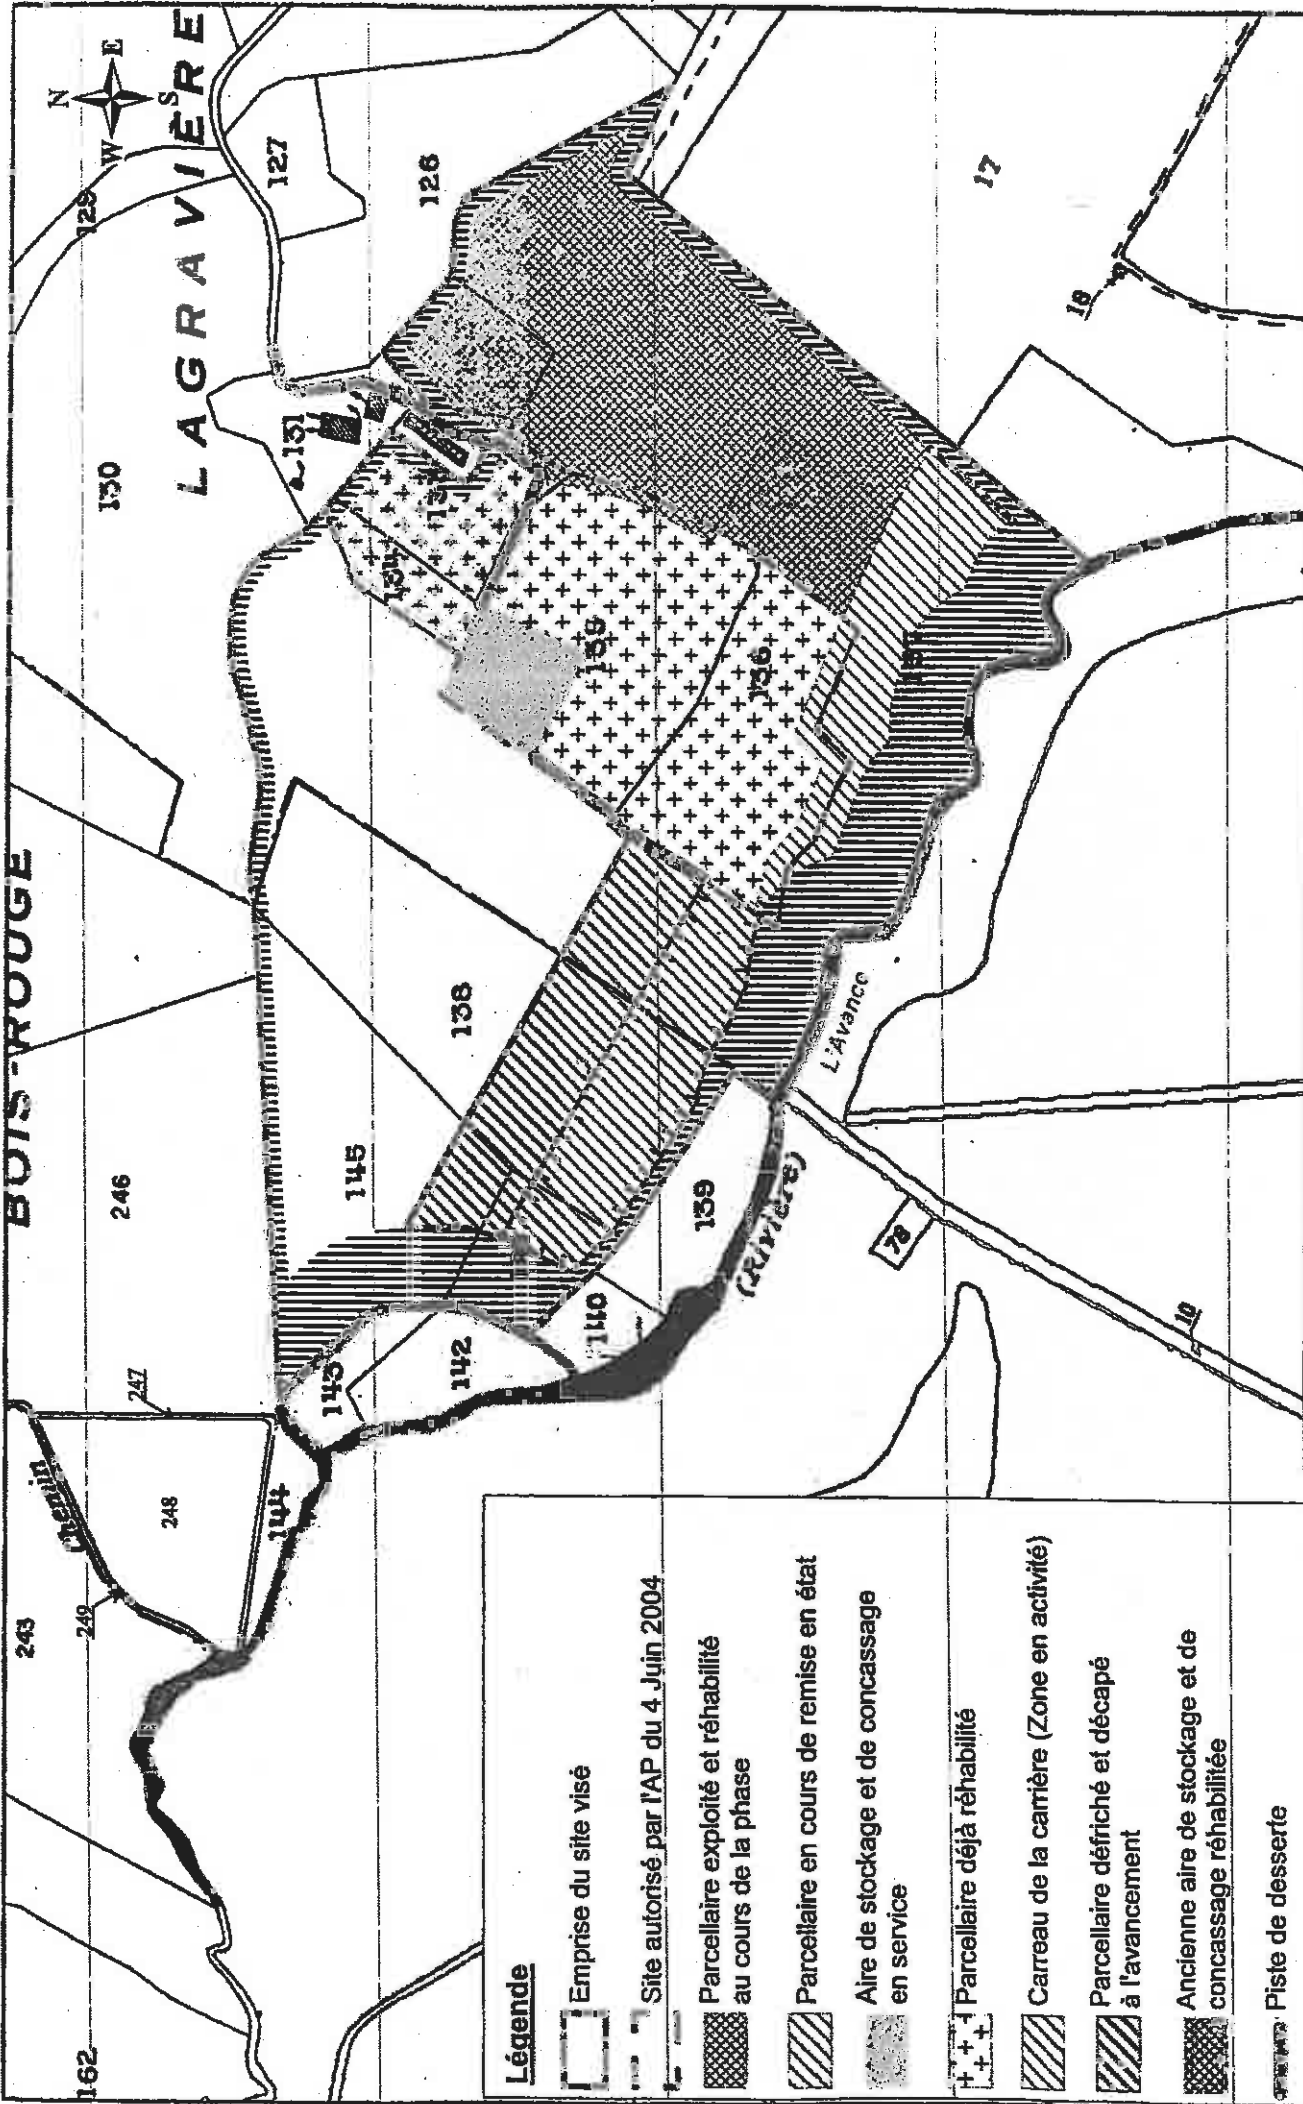 BOIS-ROUGE
LAGRAVIERE
N
E
S
W
129
127
126
130
131
134
135
136
138
145
246
139
140
142
143
144
247
248
249
243
162
Chemin
L'Avance
(Rivière)
78
10
17
18
Légende
Emprise du site visé
Site autorisé par l'AP du 4 Juin 2004
Parcellaire exploité et réhabilité
au cours de la phase
Parcellaire en cours de remise en état
Aire de stockage et de concassage
en service
Parcellaire déjà réhabilité
Carreau de la carrière (Zone en activité)
Parcellaire défriché et décapé
à l'avancement
Ancienne aire de stockage et de
concassage réhabilitée
Piste de desserte